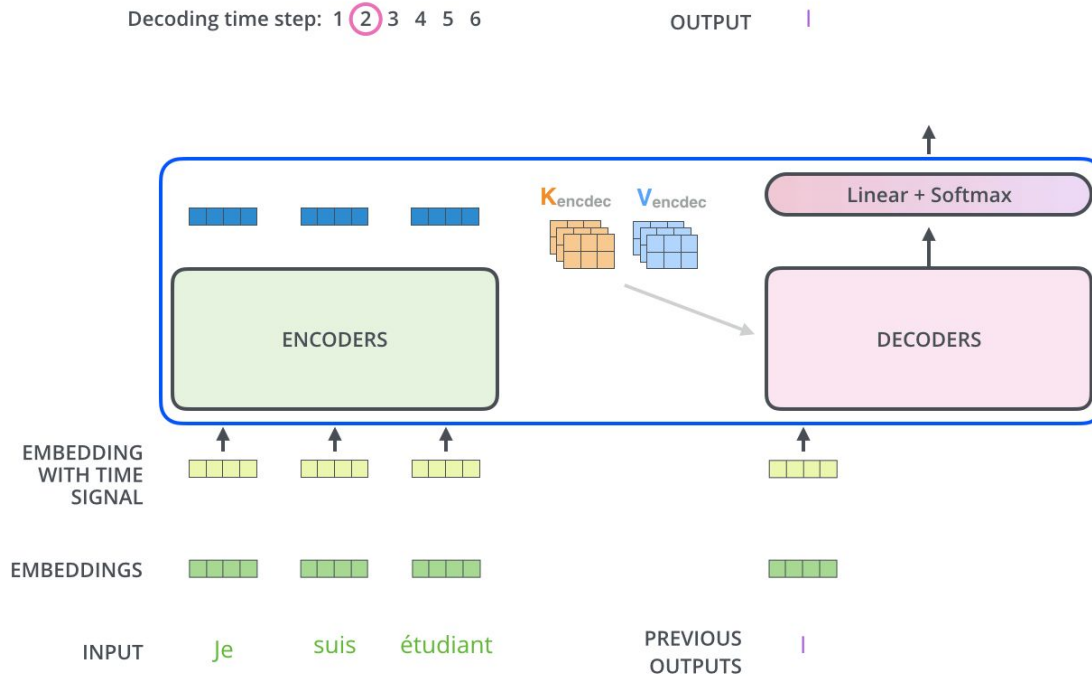 Decoding time step: 1 2 3 4 5 6
OUTPUT I
Kencdec Vencdec
Linear + Softmax
ENCODERS
DECODERS
EMBEDDING
WITH TIME
SIGNAL
EMBEDDINGS
INPUT Je suis étudiant
PREVIOUS
OUTPUTS I